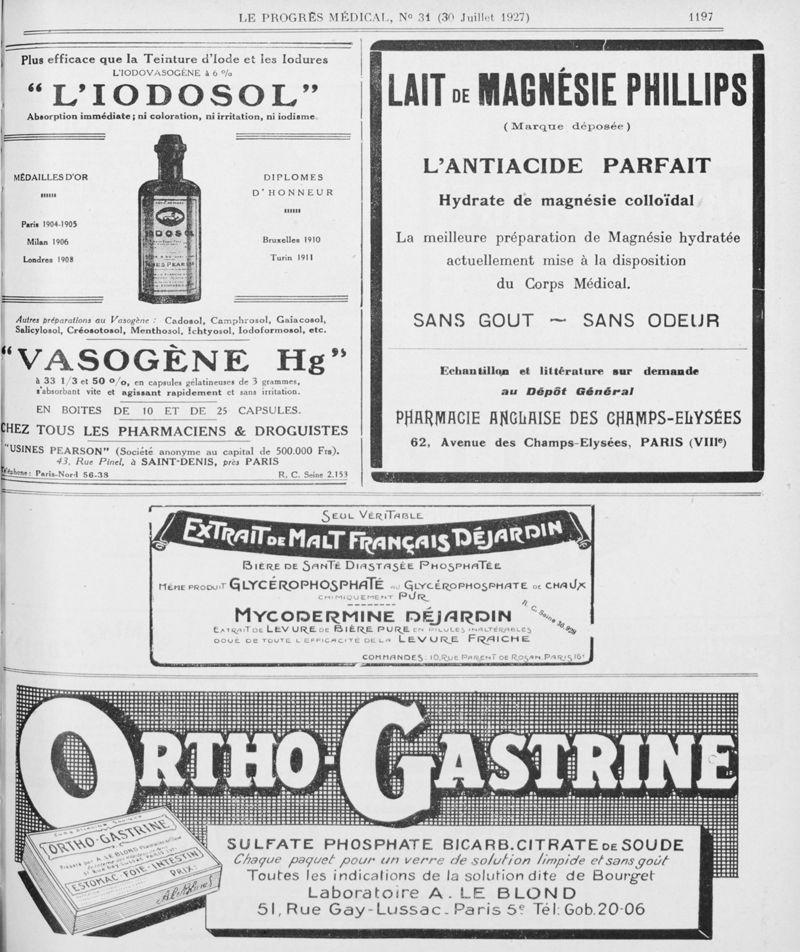 LE PROGRÈS MÉDICAL, Nº 31 (30 Juillet 1927)
1197
Plus efficace que la Teinture d'Iode et les Iodures
L'IODOVASOGÈNE à 6 %
"L'IODOSOL"
Absorption immédiate; ni coloration, ni irritation, ni iodisme.
MÉDAILLES D'OR
Paris 1904-1905
Milan 1906
Londres 1908
DIPLOMES
D'HONNEUR
Bruxelles 1910
Turin 1911
Autres préparations au Vasogène : Cadosol, Camphrosol, Gaiacosol,
Salicylosol, Créosotosol, Menthosol, Ichtyosol, Iodoformosol, etc.
"VASOGÈNE Hg"
à 33 1/3 et 50 o/o, en capsules gélatineuses de 3 grammes,
s'absorbant vite et agissant rapidement et sans irritation.
EN BOITES DE 10 ET DE 25 CAPSULES.
CHEZ TOUS LES PHARMACIENS & DROGUISTES
"USINES PEARSON" (Société anonyme au capital de 500.000 Frs).
43, Rue Pinel, à SAINT-DENIS, près PARIS
Téléphone : Paris-Nord 56-38
R. C. Seine 2.153
LAIT DE MAGNÉSIE PHILLIPS
(Marque déposée)
L'ANTIACIDE PARFAIT
Hydrate de magnésie colloïdal
La meilleure préparation de Magnésie hydratée
actuellement mise à la disposition
du Corps Médical.
SANS GOUT ~ SANS ODEUR
Echantillon et littérature sur demande
au Dépôt Général
PHARMACIE ANGLAISE DES CHAMPS-ELYSÉES
62, Avenue des Champs-Elysées, PARIS (VIIIe)
SEUL VÉRITABLE
EXTRAIT DE MALT FRANÇAIS DÉJARDIN
BIÈRE DE SANTÉ DIASTASÉE PHOSPHATÉE
MÊME PRODUIT GLYCÉROPHOSPHATÉ AU GLYCÉROPHOSPHATE DE CHAUX
CHIMIQUEMENT PUR
MYCODERMINE DÉJARDIN
R. C. Seine 30.929
EXTRAIT DE LEVURE DE BIÈRE PURE EN PILULES INALTÉRABLES
DOUÉ DE TOUTE L'EFFICACITÉ DE LA LEVURE FRAICHE
COMMANDES : 10, RUE PARENT DE ROSAN. PARIS 16e
ORTHO-GASTRINE
ORTHO-GASTRINE
Préparé par A. LE BLOND
ESTOMAC FOIE-INTESTIN
PRIX
SULFATE PHOSPHATE BICARB. CITRATE DE SOUDE
Chaque paquet pour un verre de solution limpide et sans goût
Toutes les indications de la solution dite de Bourget
Laboratoire A. LE BLOND
51, Rue Gay-Lussac. Paris 5e Tél: Gob. 20-06